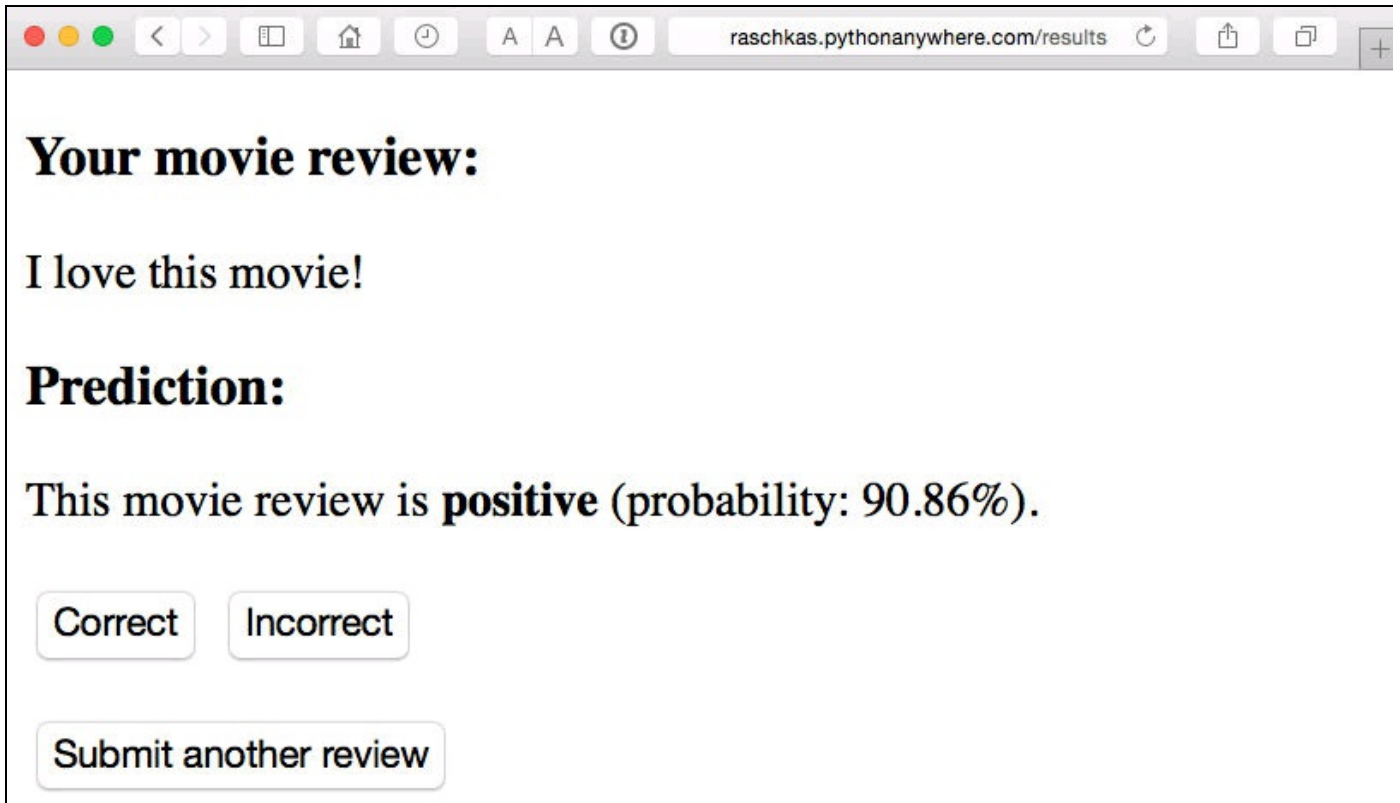 A A
raschkas.pythonanywhere.com/results
Your movie review:
I love this movie!
Prediction:
This movie review is positive (probability: 90.86%).
Correct Incorrect
Submit another review